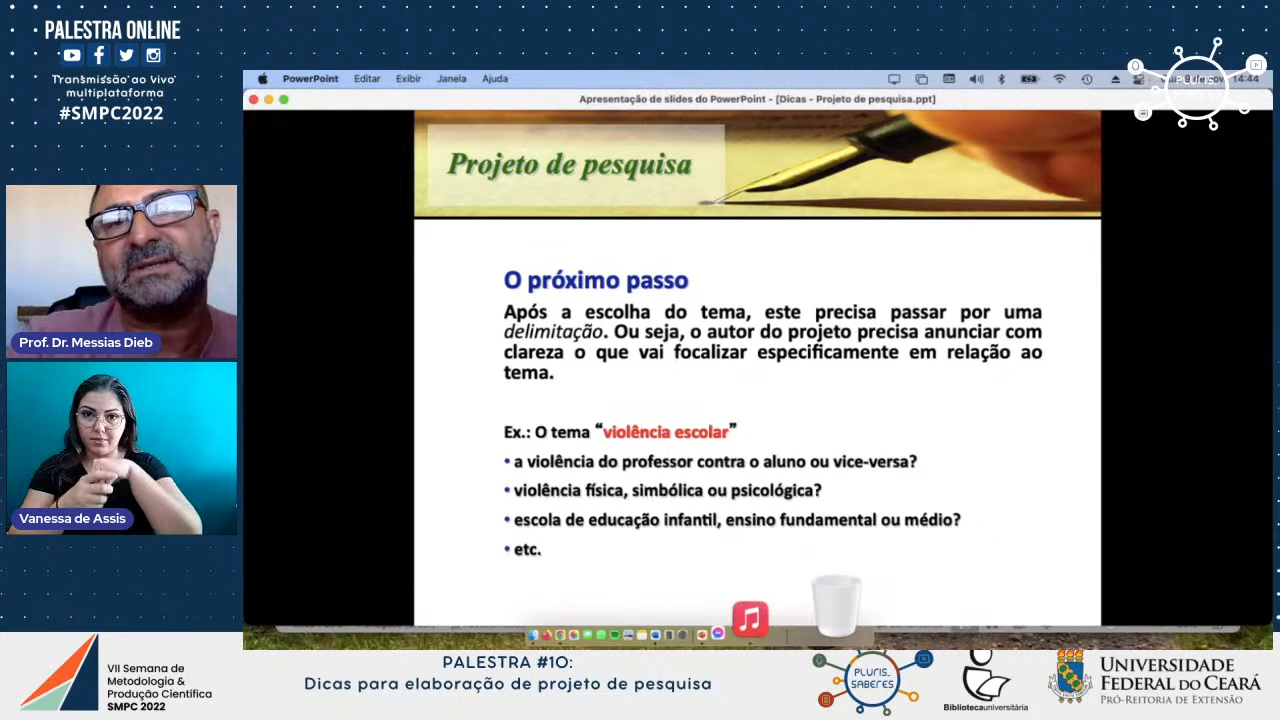 PALESTRA ONLINE
Transmissão ao vivo
multiplataforma
#SMPC2022
PowerPoint Editar Exibir Janela Ajuda
14:44
PLURIS_
SABERES
Apresentação de slides do PowerPoint - [Dicas - Projeto de pesquisa.ppt]
Projeto de pesquisa
O próximo passo
Após a escolha do tema, este precisa passar por uma
delimitação. Ou seja, o autor do projeto precisa anunciar com
clareza o que vai focalizar especificamente em relação ao
tema.
Ex.: O tema “violência escolar”
• a violência do professor contra o aluno ou vice-versa?
• violência física, simbólica ou psicológica?
• escola de educação infantil, ensino fundamental ou médio?
• etc.
Prof. Dr. Messias Dieb
Vanessa de Assis
VII Semana de
Metodologia &
Produção Científica
SMPC 2022
PALESTRA #10:
Dicas para elaboração de projeto de pesquisa
PLURIS_
SABERES
Bibliotecauniversitária
UNIVERSIDADE
FEDERAL DO CEARÁ
PRÓ-REITORIA DE EXTENSÃO